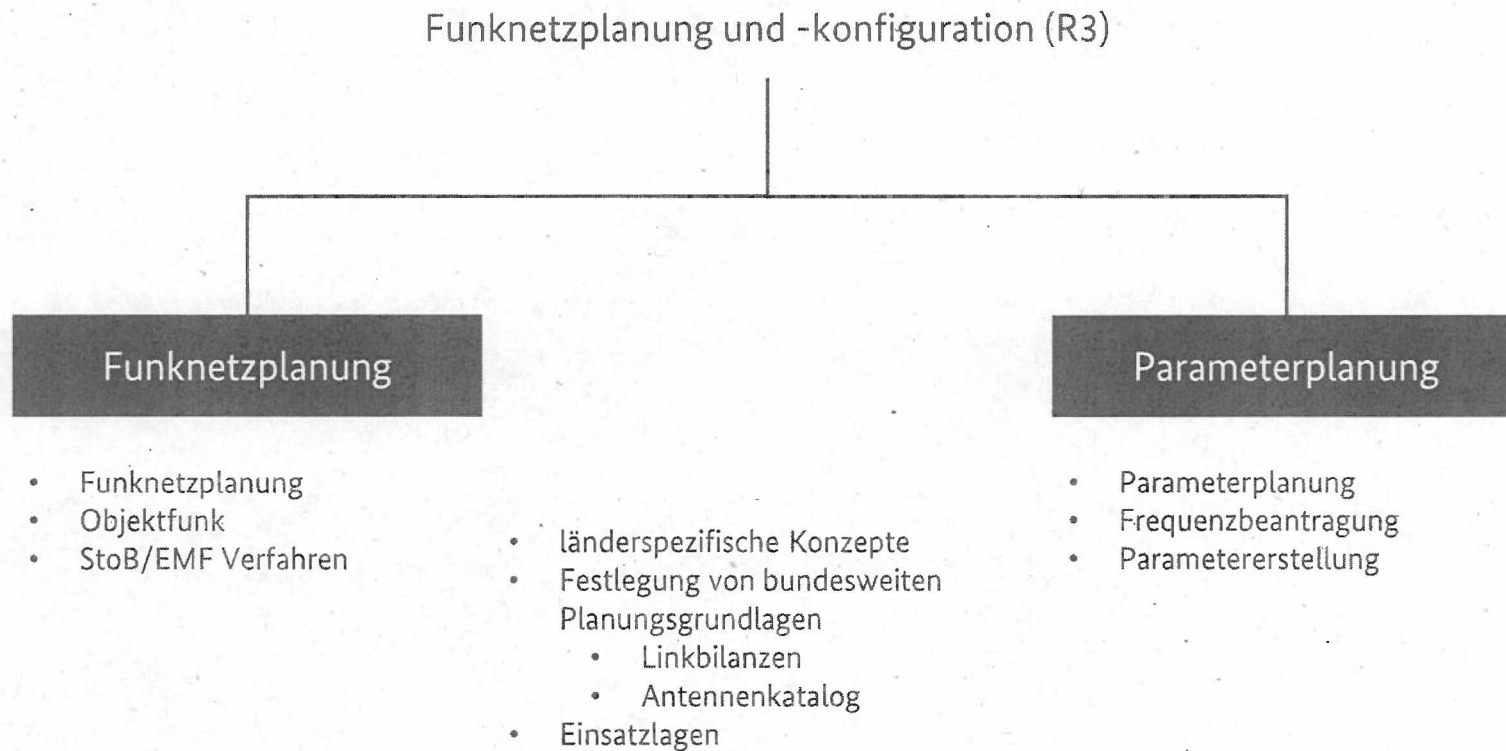 Funknetzplanung und -konfiguration (R3)
Funknetzplanung
• Funknetzplanung
• Objektfunk
• StoB/EMF Verfahren
• länderspezifische Konzepte
• Festlegung von bundesweiten
Planungsgrundlagen
• Linkbilanzen
• Antennenkatalog
• Einsatzlagen
Parameterplanung
• Parameterplanung
• Frequenzbeantragung
• Parametererstellung